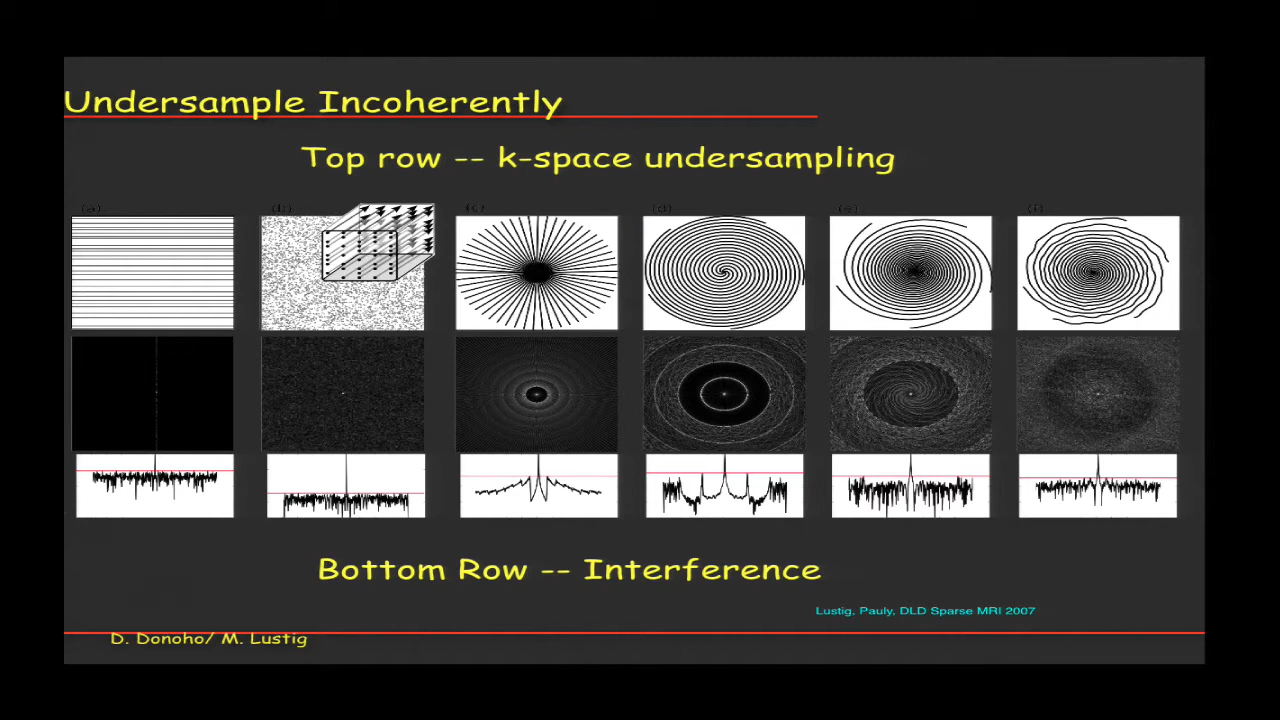 Undersample Incoherently
Top row -- k-space undersampling
(a) (b) (c) (d) (e) (f)
Bottom Row -- Interference
Lustig, Pauly, DLD Sparse MRI 2007
D. Donoho/ M. Lustig